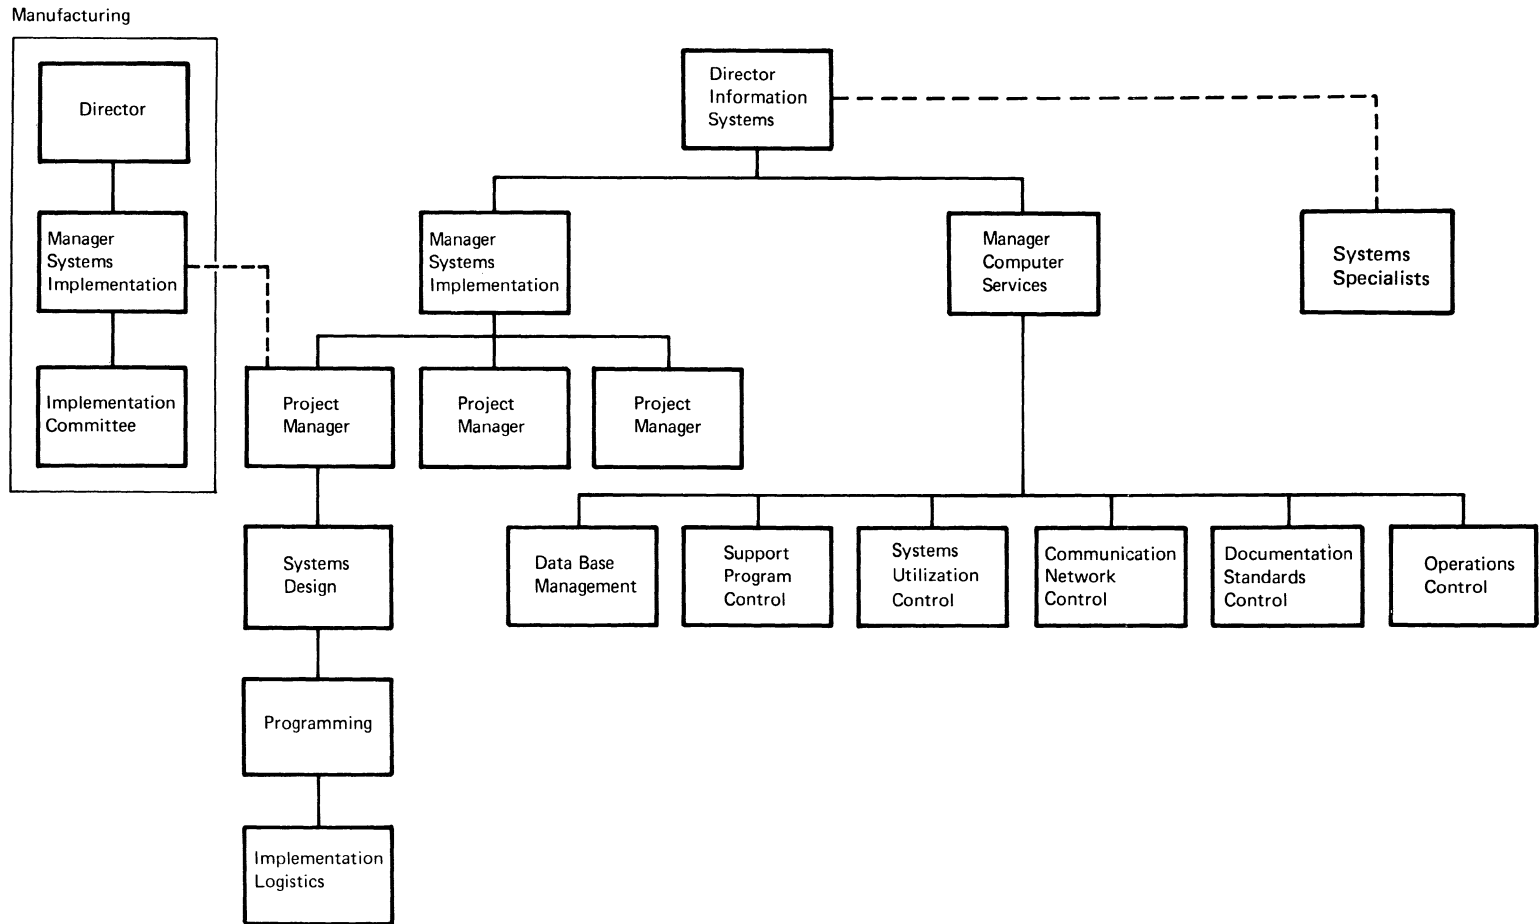 Manufacturing
Director
Manager
Systems
Implementation
Implementation
Committee
Director
Information
Systems
Manager
Systems
Implementation
Manager
Computer
Services
Systems
Specialists
Project
Manager
Project
Manager
Project
Manager
Systems
Design
Programming
Implementation
Logistics
Data Base
Management
Support
Program
Control
Systems
Utilization
Control
Communication
Network
Control
Documentation
Standards
Control
Operations
Control